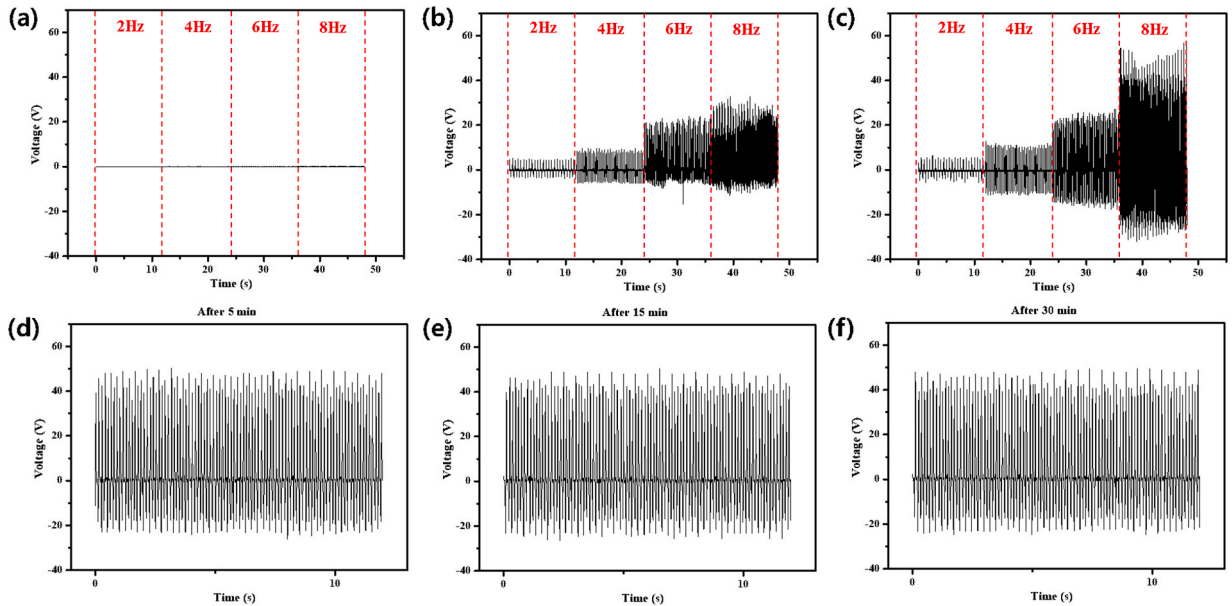 (a)
2Hz 4Hz 6Hz 8Hz
60
40
20
0
-20
-40
Voltage (V)
0 10 20 30 40 50
Time (s)
(b)
2Hz 4Hz 6Hz 8Hz
60
40
20
0
-20
-40
Voltage (V)
0 10 20 30 40 50
Time (s)
(c)
2Hz 4Hz 6Hz 8Hz
60
40
20
0
-20
-40
Voltage (V)
0 10 20 30 40 50
Time (s)
(d)
After 5 min
60
40
20
0
-20
-40
Voltage (V)
0 10
Time (s)
(e)
After 15 min
60
40
20
0
-20
-40
Voltage (V)
0 10
Time (s)
(f)
After 30 min
60
40
20
0
-20
-40
Voltage (V)
0 10
Time (s)